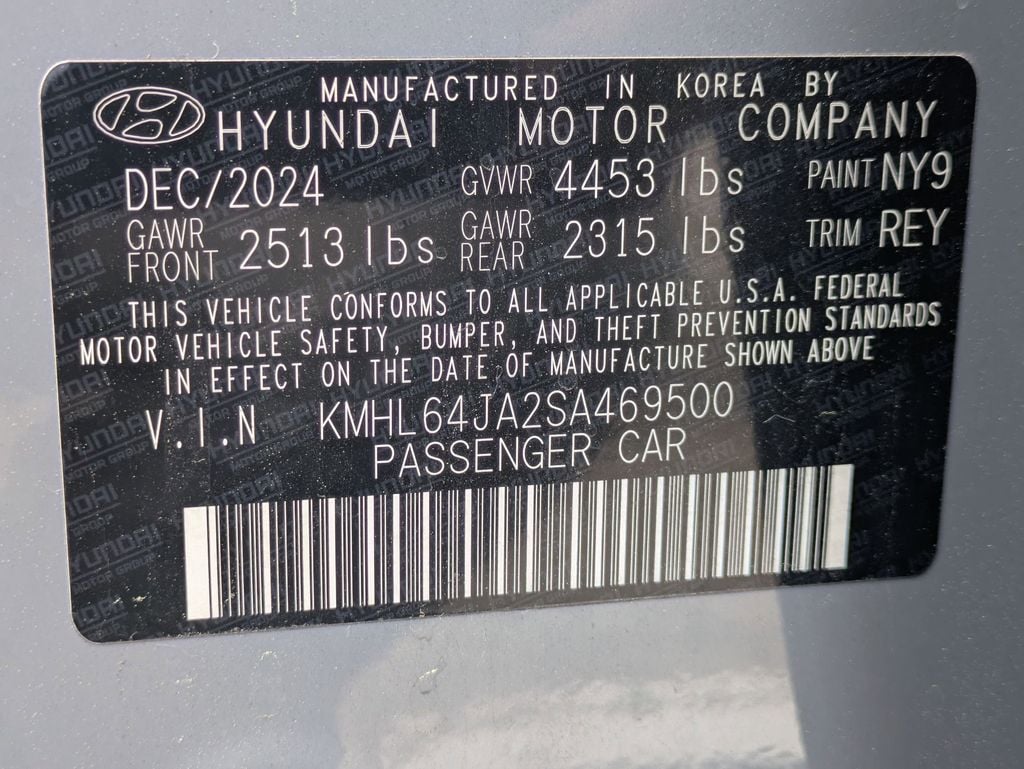 MANUFACTURED IN KOREA BY
HYUNDAI MOTOR COMPANY
DEC/2024 GVWR 4453 lbs PAINT NY9
GAWR FRONT 2513 lbs GAWR REAR 2315 lbs TRIM REY
THIS VEHICLE CONFORMS TO ALL APPLICABLE U.S.A. FEDERAL
MOTOR VEHICLE SAFETY, BUMPER, AND THEFT PREVENTION STANDARDS
IN EFFECT ON THE DATE OF MANUFACTURE SHOWN ABOVE
V.I.N KMHL64JA2SA469500
PASSENGER CAR